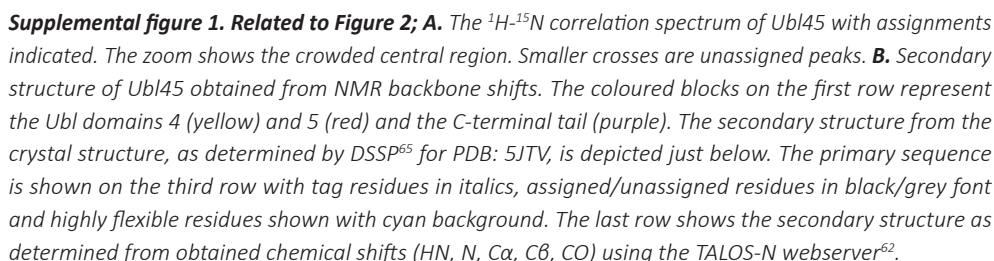 Supplemental figure 1. Related to Figure 2; A. The ¹H-¹⁵N correlation spectrum of Ubl45 with assignments
indicated. The zoom shows the crowded central region. Smaller crosses are unassigned peaks. B. Secondary
structure of Ubl45 obtained from NMR backbone shifts. The coloured blocks on the first row represent
the Ubl domains 4 (yellow) and 5 (red) and the C-terminal tail (purple). The secondary structure from the
crystal structure, as determined by DSSP⁶⁵ for PDB: 5JTV, is depicted just below. The primary sequence
is shown on the third row with tag residues in italics, assigned/unassigned residues in black/grey font
and highly flexible residues shown with cyan background. The last row shows the secondary structure as
determined from obtained chemical shifts (HN, N, Cα, Cβ, CO) using the TALOS-N webserver⁶².